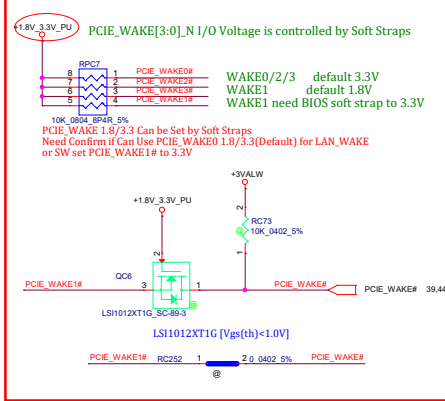 +1.8V_3.3V_PU
PCIE_WAKE[3:0]_N I/O Voltage is controlled by Soft Straps
RPC7
8 1 PCIE_WAKE0# WAKE0/2/3 default 3.3V
7 2 PCIE_WAKE2# WAKE1 default 1.8V
6 3 PCIE_WAKE3# WAKE1 need BIOS soft strap to 3.3V
5 4 PCIE_WAKE1#
10K_0804_8P4R_5%
PCIE_WAKE 1.8/3.3 Can be Set by Soft Straps
Need Confirm if Can Use PCIE_WAKE0 1.8/3.3(Default) for LAN_WAKE
or SW set PCIE_WAKE1# to 3.3V
+3VALW
+1.8V_3.3V_PU
2
RC73
@ 10K_0402_5%
1
2
QC6
PCIE_WAKE1# 3 1 PCIE_WAKE# PCIE_WAKE# 39,44
@
LSI1012XT1G_SC-89-3
LSI1012XT1G [Vgs(th)<1.0V]
PCIE_WAKE1# RC252 1 2 0_0402_5% PCIE_WAKE#
@